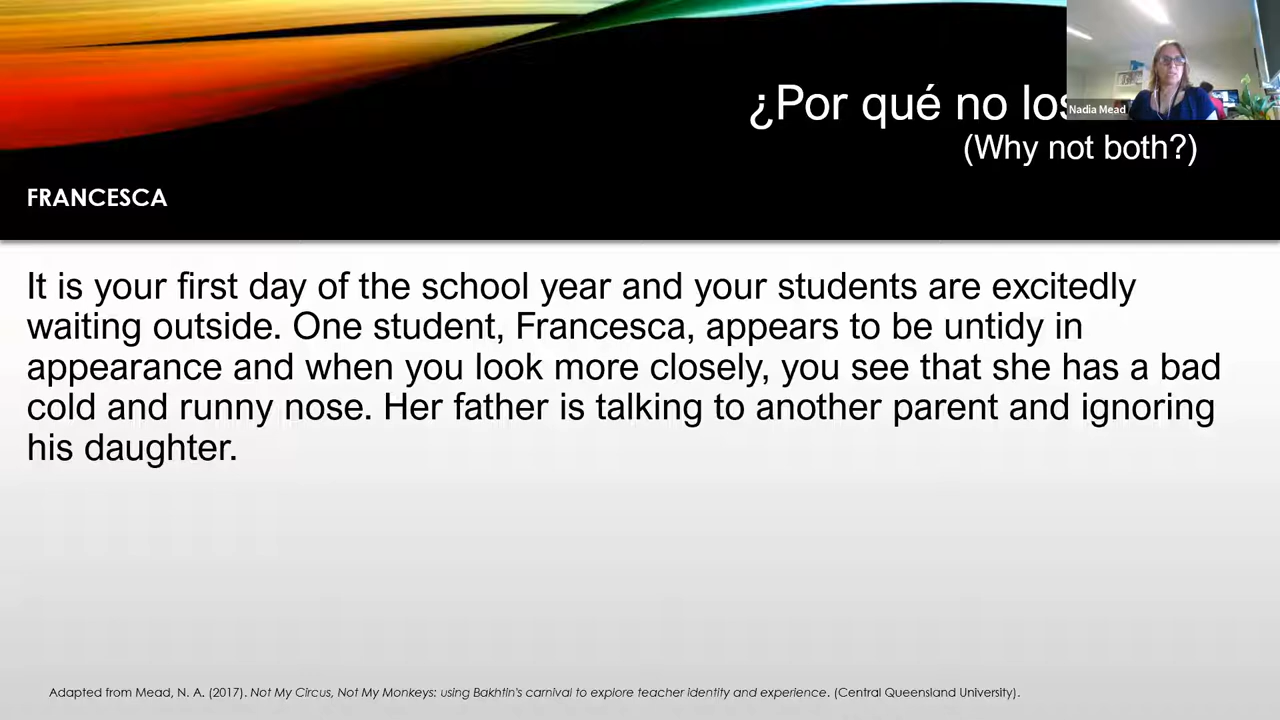 ¿Por qué no los
Nadia Mead
(Why not both?)
FRANCESCA
It is your first day of the school year and your students are excitedly
waiting outside. One student, Francesca, appears to be untidy in
appearance and when you look more closely, you see that she has a bad
cold and runny nose. Her father is talking to another parent and ignoring
his daughter.
Adapted from Mead, N. A. (2017). Not My Circus, Not My Monkeys: using Bakhtin's carnival to explore teacher identity and experience. (Central Queensland University).